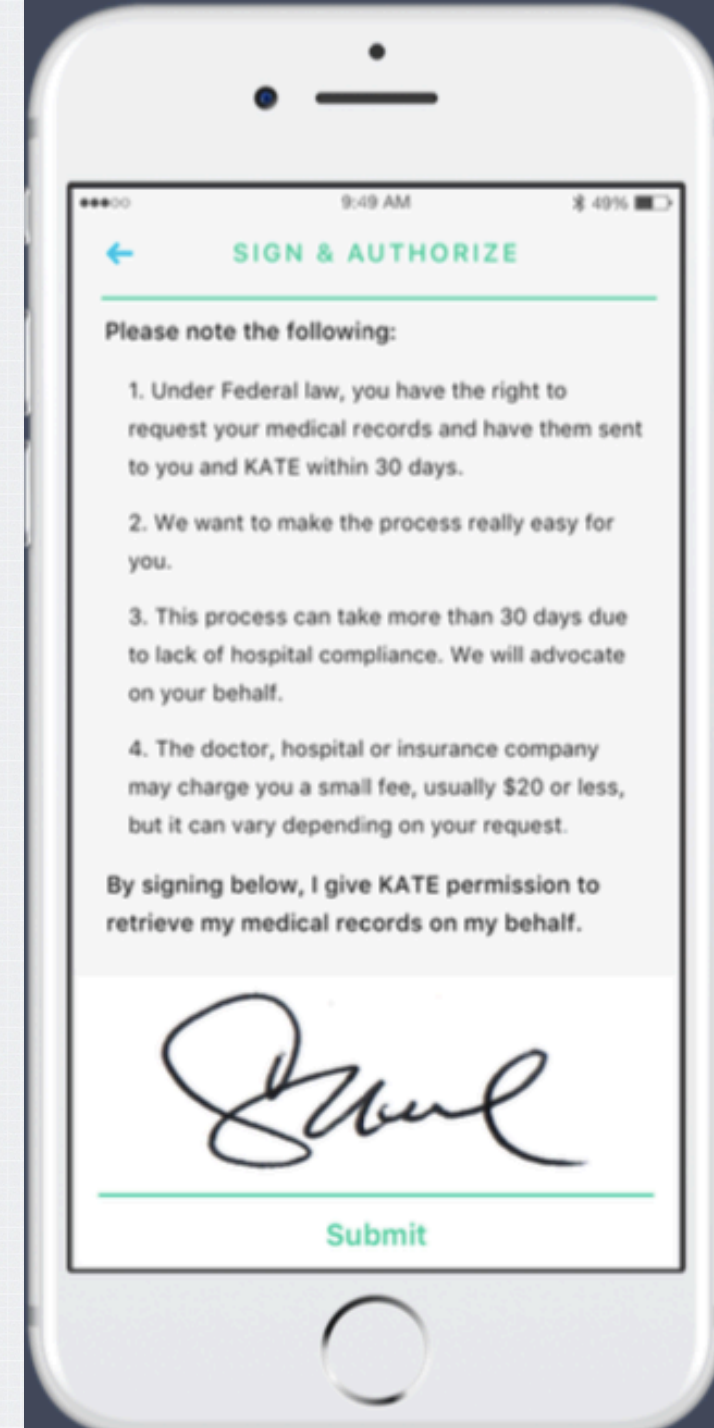 9:49 AM 49%
SIGN & AUTHORIZE
Please note the following:
1. Under Federal law, you have the right to
request your medical records and have them sent
to you and KATE within 30 days.
2. We want to make the process really easy for
you.
3. This process can take more than 30 days due
to lack of hospital compliance. We will advocate
on your behalf.
4. The doctor, hospital or insurance company
may charge you a small fee, usually $20 or less,
but it can vary depending on your request.
By signing below, I give KATE permission to
retrieve my medical records on my behalf.
Submit